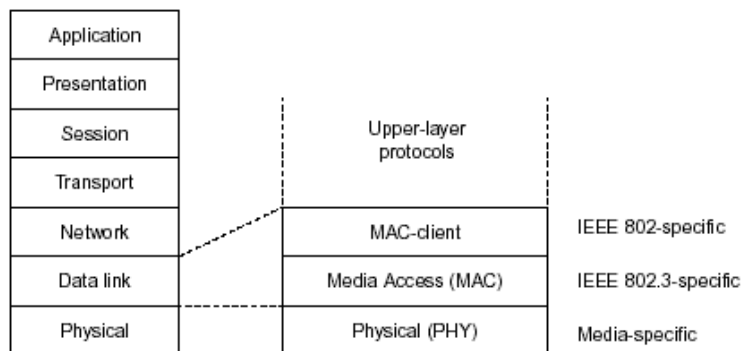 Application
Presentation
Session
Transport
Network
Data link
Physical
Upper-layer
protocols
MAC-client
Media Access (MAC)
Physical (PHY)
IEEE 802-specific
IEEE 802.3-specific
Media-specific